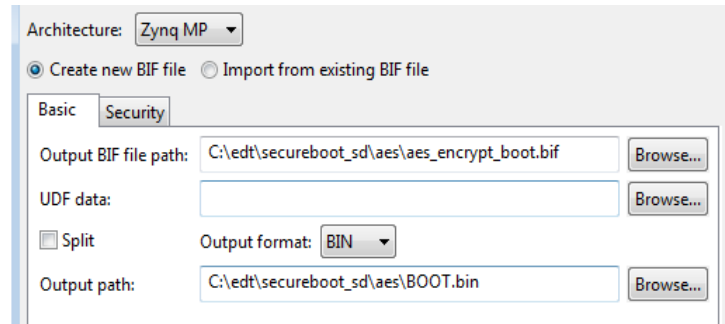 Architecture: Zynq MP
Create new BIF file Import from existing BIF file
Basic Security
Output BIF file path: C:\edt\secureboot_sd\aes\aes_encrypt_boot.bif Browse...
UDF data: Browse...
Split Output format: BIN
Output path: C:\edt\secureboot_sd\aes\BOOT.bin Browse...